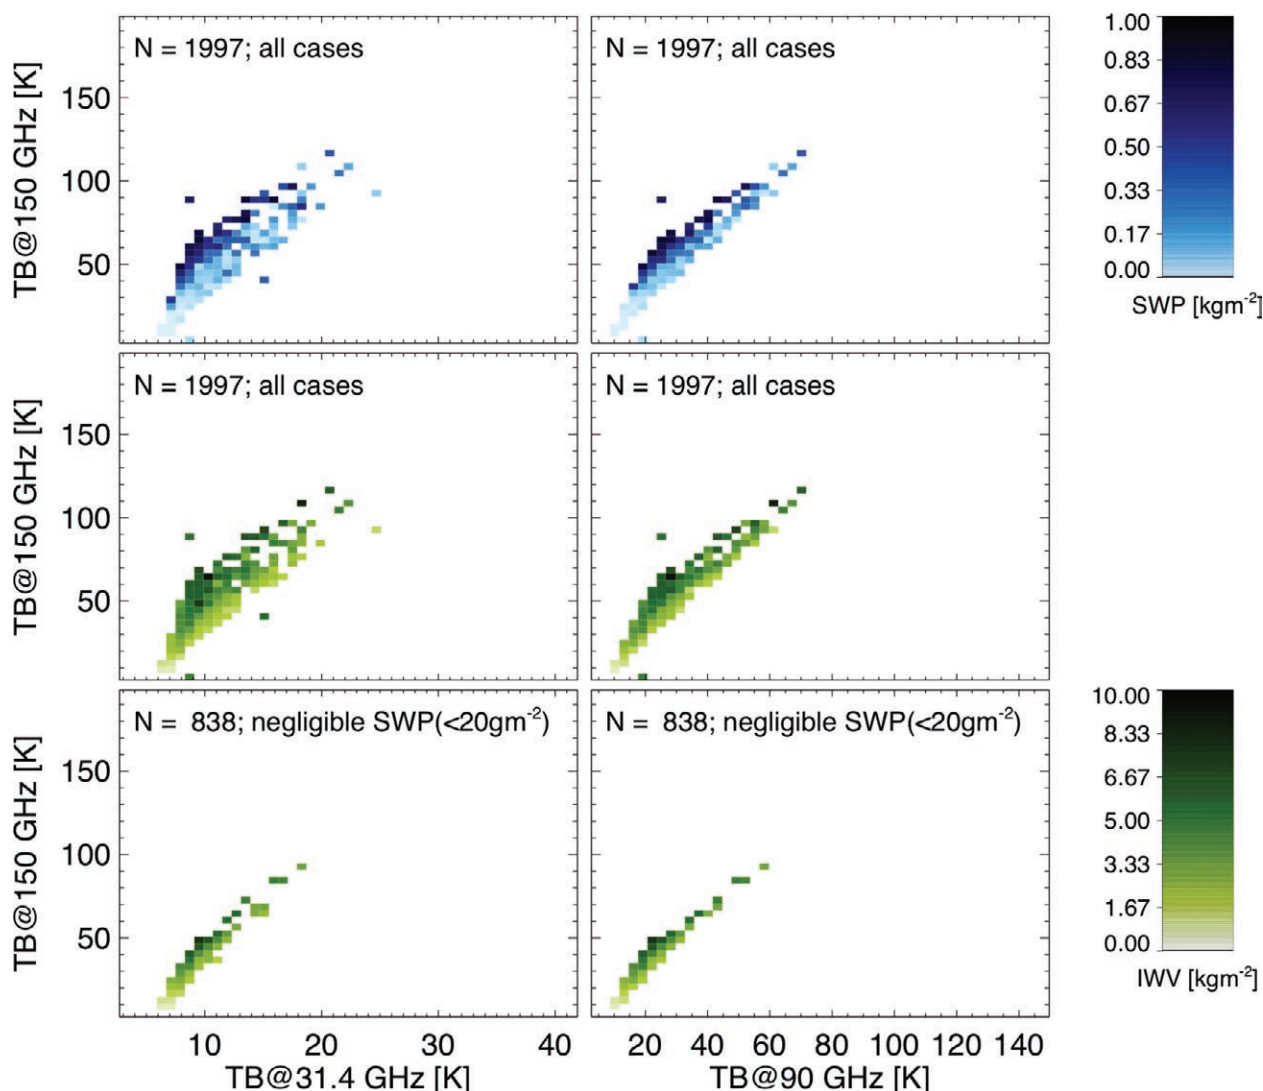 N = 1997; all cases
N = 1997; all cases
TB@150 GHz [K]
150
100
50
1.00
0.83
0.67
0.50
0.33
0.17
0.00
SWP [kgm-2]
N = 1997; all cases
N = 1997; all cases
TB@150 GHz [K]
150
100
50
N = 838; negligible SWP(<20gm-2)
N = 838; negligible SWP(<20gm-2)
TB@150 GHz [K]
150
100
50
10.00
8.33
6.67
5.00
3.33
1.67
0.00
IWV [kgm-2]
10 20 30 40
20 40 60 80 100 120 140
TB@31.4 GHz [K]
TB@90 GHz [K]